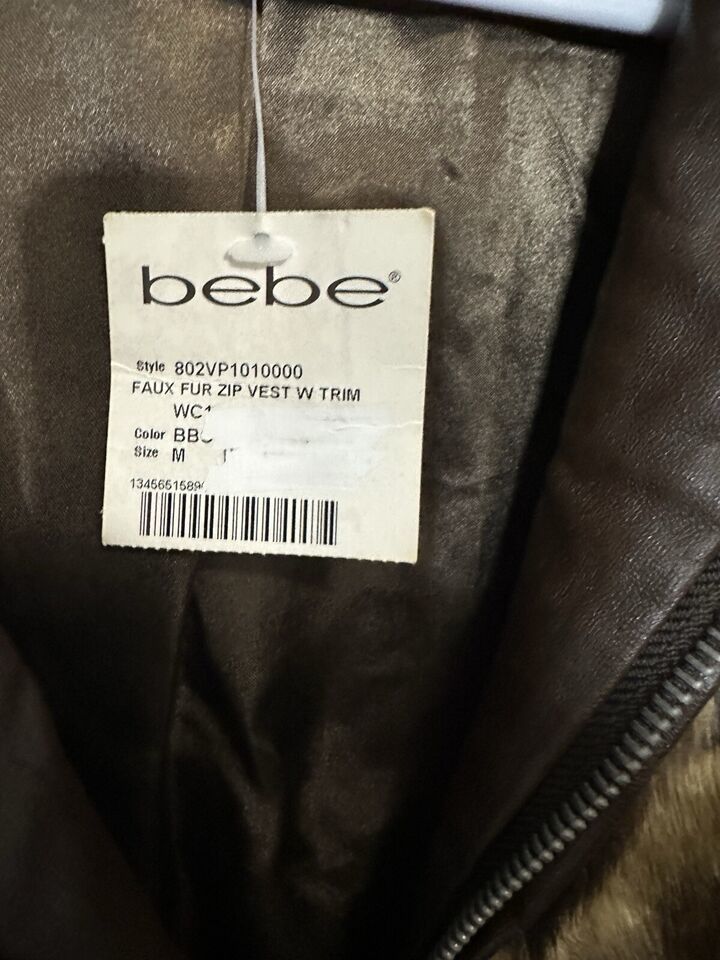 bebe®
Style 802VP1010000
FAUX FUR ZIP VEST W TRIM
Color
Size M